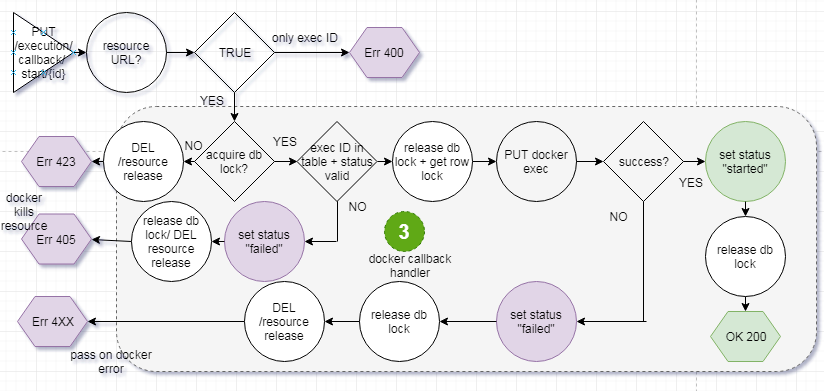 PUT
/execution/
callback/
start/{id}
resource
URL?
TRUE
only exec ID
Err 400
YES
Err 423
DEL
/resource
release
NO
acquire db
lock?
YES
exec ID in
table + status
valid
release db
lock + get row
lock
PUT docker
exec
success?
YES
set status
"started"
docker
kills
resource
Err 405
release db
lock/ DEL
resource
release
set status
"failed"
NO
3
docker callback
handler
NO
release db
lock
Err 4XX
pass on docker
error
DEL
/resource
release
release db
lock
set status
"failed"
OK 200